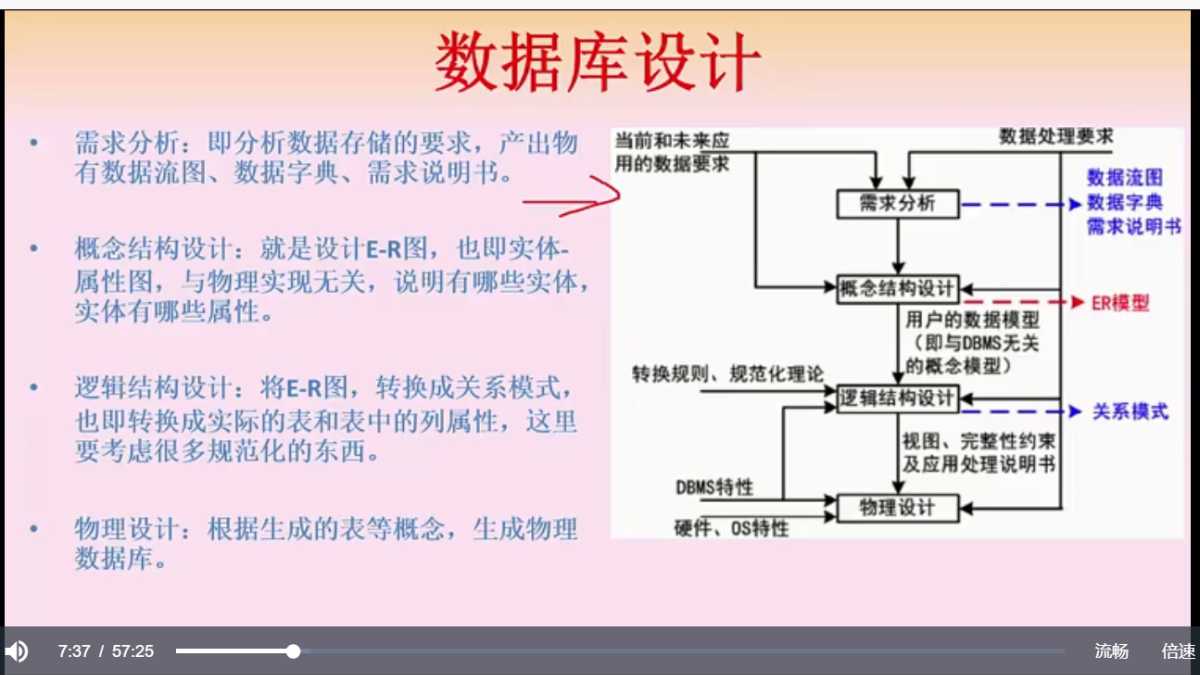 数据库设计
• 需求分析：即分析数据存储的要求，产出物
有数据流图、数据字典、需求说明书。
• 概念结构设计：就是设计E-R图，也即实体-
属性图，与物理实现无关，说明有哪些实体，
实体有哪些属性。
• 逻辑结构设计：将E-R图，转换成关系模式，
也即转换成实际的表和表中的列属性，这里
要考虑很多规范化的东西。
• 物理设计：根据生成的表等概念，生成物理
数据库。
当前和未来应
用的数据要求
数据处理要求
需求分析
数据流图
数据字典
需求说明书
概念结构设计
ER模型
用户的数据模型
（即与DBMS无关
的概念模型）
转换规则、规范化理论
逻辑结构设计
关系模式
视图、完整性约束
及应用处理说明书
DBMS特性
物理设计
硬件、OS特性
7:37 / 57:25
流畅
倍速